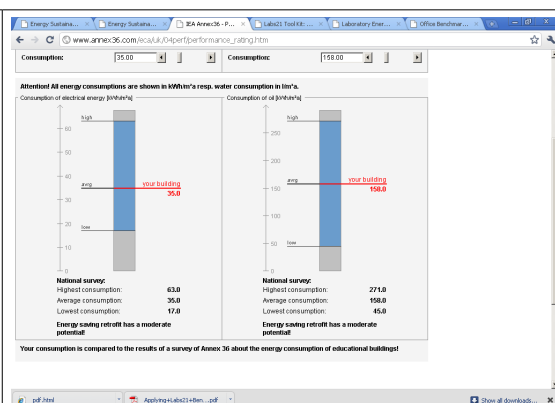 Energy Sustaina...
Energy Sustaina...
IEA Annex36 - P...
Labs21 Tool Kit: ...
Laboratory Ener...
Office Benchmar...
www.annex36.com/eca/uk/04perf/performance_rating.htm
Consumption: 35.00
Consumption: 158.00
Attention! All energy consumptions are shown in kWh/m²a resp. water consumption in l/m²a.
Consumption of electrical energy [kWh/m²a]
high
60
50
40
avrg
your building
35.0
30
20
low
10
0
National survey:
Highest consumption: 63.0
Average consumption: 35.0
Lowest consumption: 17.0
Energy saving retrofit has a moderate
potential!
Consumption of oil [kWh/m²a]
high
250
200
avrg
your building
150
158.0
100
50
low
0
National survey:
Highest consumption: 271.0
Average consumption: 158.0
Lowest consumption: 45.0
Energy saving retrofit has a moderate
potential!
Your consumption is compared to the results of a survey of Annex 36 about the energy consumption of educational buildings!
pdf.html
Applying+Labs21+Ben....pdf
Show all downloads...